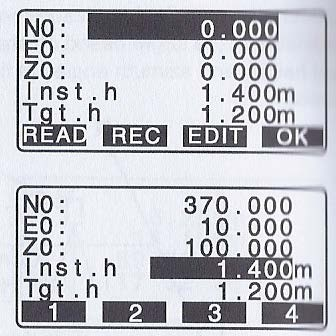 N0: 0.000
E0: 0.000
Z0: 0.000
Inst.h 1.400m
Tgt.h 1.200m
READ REC EDIT OK
N0: 370.000
E0: 10.000
Z0: 100.000
Inst.h 1.400m
Tgt.h 1.200m
1 2 3 4